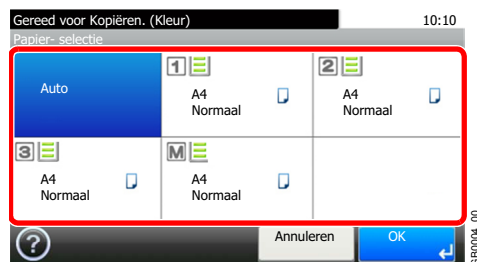 Gereed voor Kopiëren. (Kleur) 10:10
Papier- selectie
Auto
1
A4
Normaal
2
A4
Normaal
3
A4
Normaal
M
A4
Normaal
?
Annuleren
OK